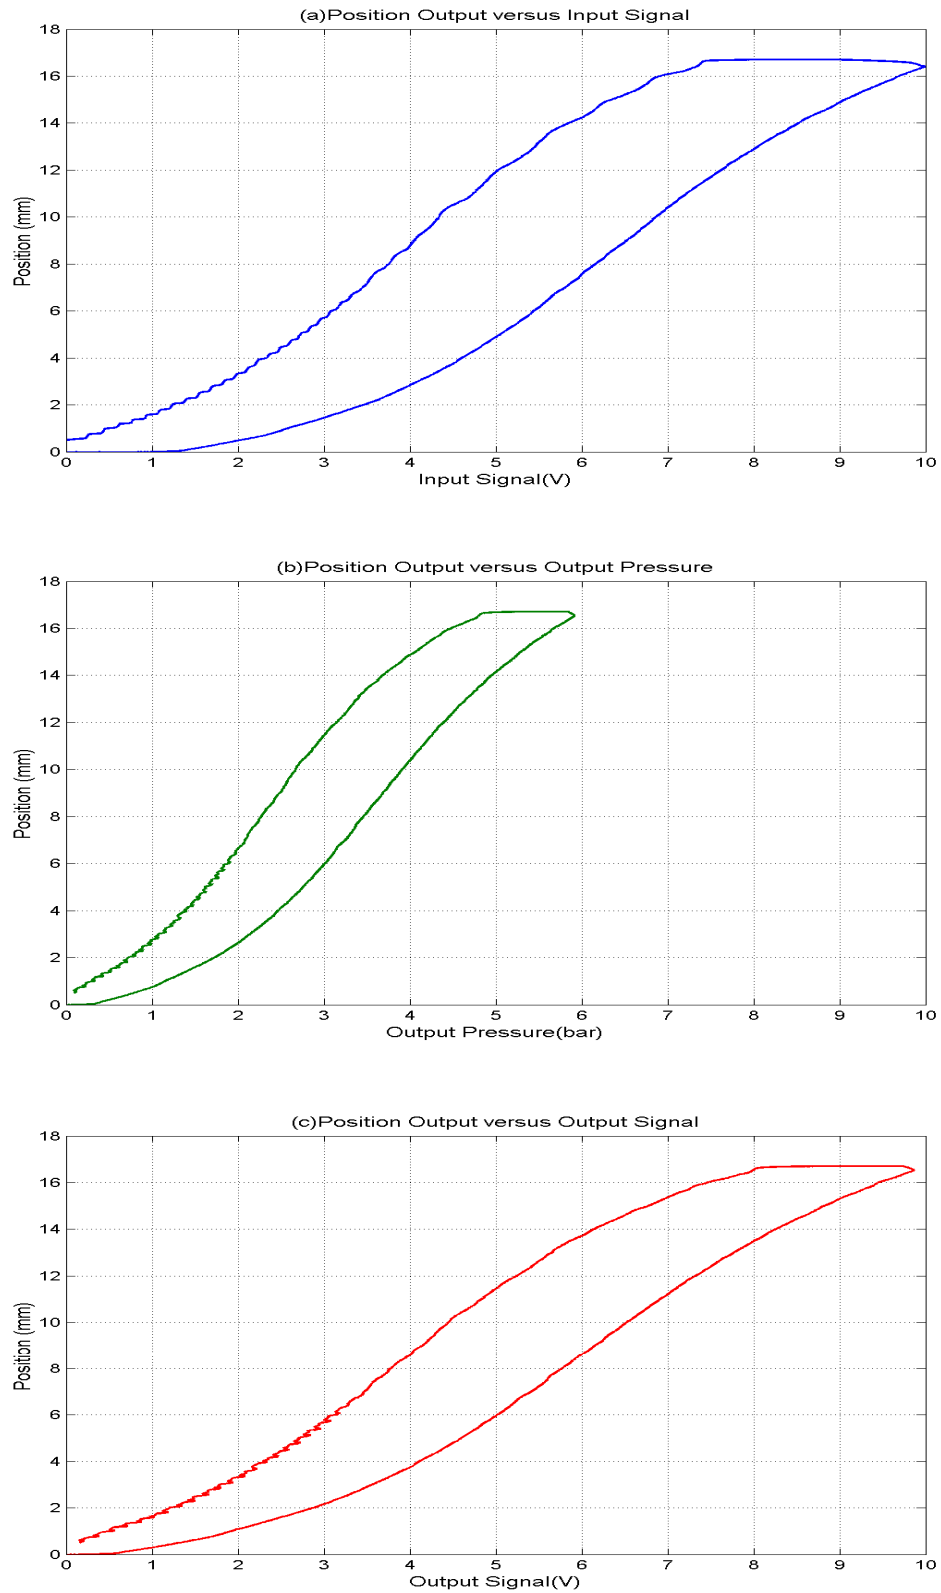 (a)Position Output versus Input Signal
18
16
14
12
10
8
6
4
2
0
Position (mm)
0 1 2 3 4 5 6 7 8 9 10
Input Signal(V)
(b)Position Output versus Output Pressure
18
16
14
12
10
8
6
4
2
0
Position (mm)
0 1 2 3 4 5 6 7 8 9 10
Output Pressure(bar)
(c)Position Output versus Output Signal
18
16
14
12
10
8
6
4
2
0
Position (mm)
0 1 2 3 4 5 6 7 8 9 10
Output Signal(V)